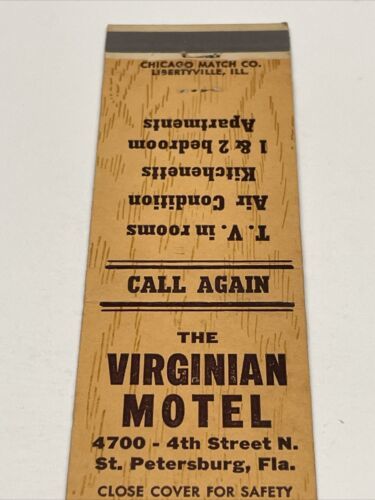 CHICAGO MATCH CO.
LIBERTYVILLE, ILL.
T. V. in rooms
Air Condition
Kitchenetts
1 & 2 bedroom
Apartments
CALL AGAIN
THE
VIRGINIAN
MOTEL
4700 - 4th Street N.
St. Petersburg, Fla.
CLOSE COVER FOR SAFETY